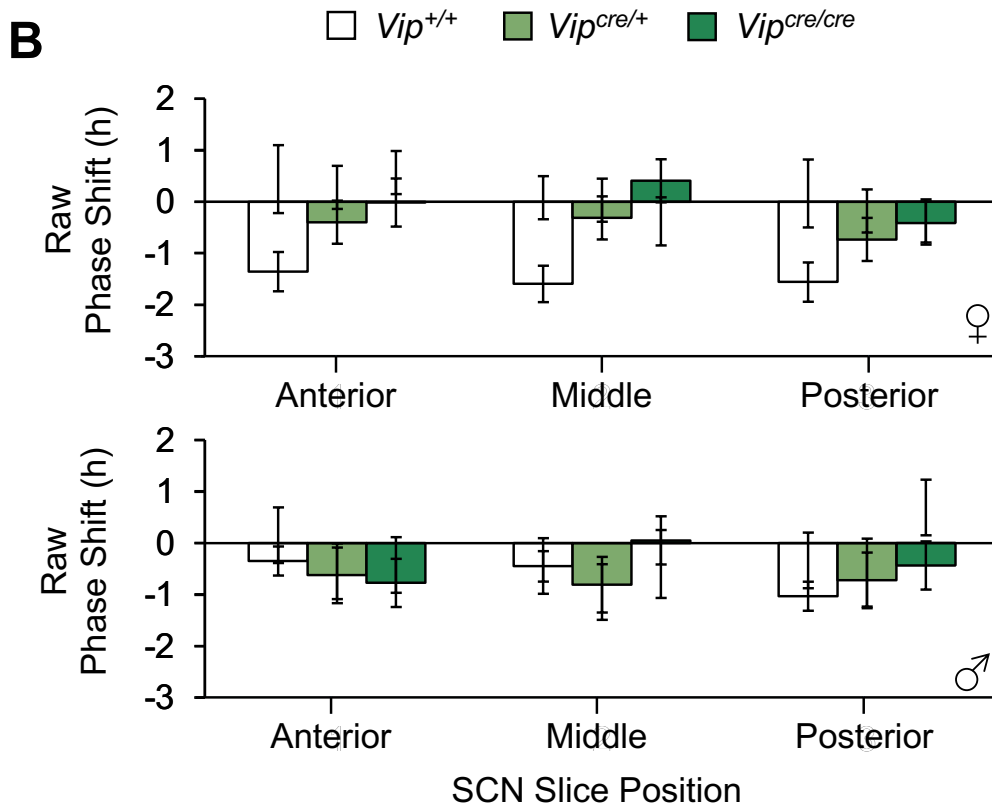 B
Vip+/+ Vipcre/+ Vipcre/cre
Raw
Phase Shift (h)
2
1
0
-1
-2
-3
♀
Anterior Middle Posterior
Raw
Phase Shift (h)
2
1
0
-1
-2
-3
♂
Anterior Middle Posterior
SCN Slice Position